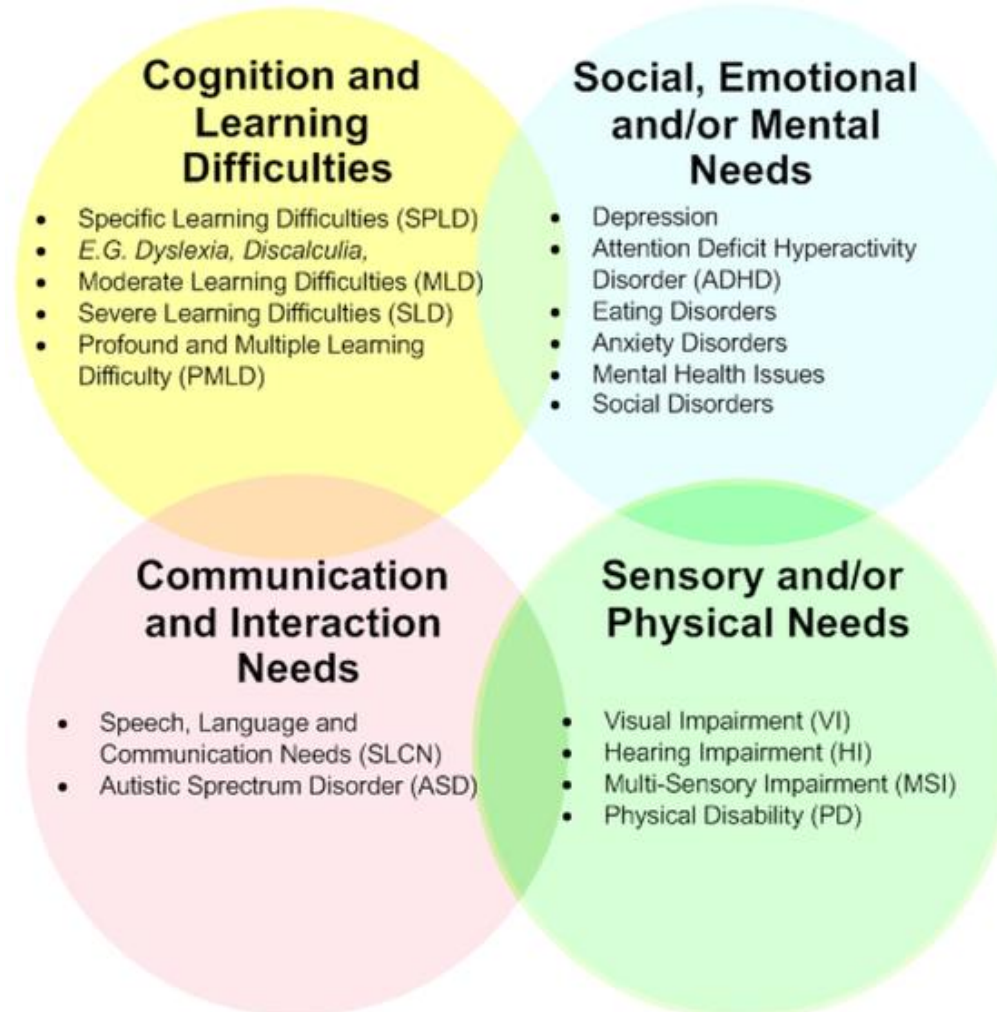 Cognition and
Learning
Difficulties
• Specific Learning Difficulties (SPLD)
• E.G. Dyslexia, Discalculia,
• Moderate Learning Difficulties (MLD)
• Severe Learning Difficulties (SLD)
• Profound and Multiple Learning
Difficulty (PMLD)
Social, Emotional
and/or Mental
Needs
• Depression
• Attention Deficit Hyperactivity
Disorder (ADHD)
• Eating Disorders
• Anxiety Disorders
• Mental Health Issues
• Social Disorders
Communication
and Interaction
Needs
• Speech, Language and
Communication Needs (SLCN)
• Autistic Sprectrum Disorder (ASD)
Sensory and/or
Physical Needs
• Visual Impairment (VI)
• Hearing Impairment (HI)
• Multi-Sensory Impairment (MSI)
• Physical Disability (PD)